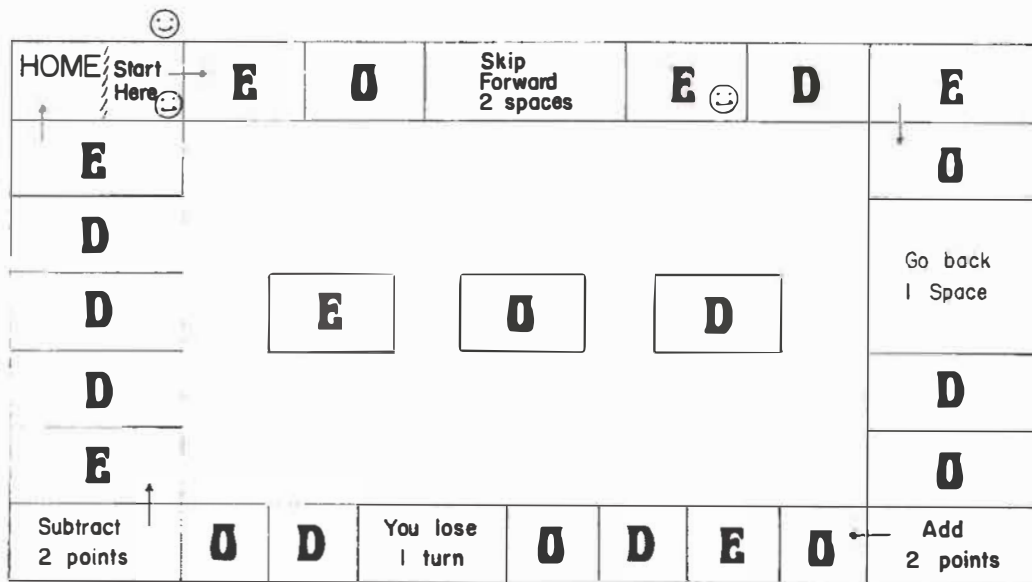 HOME Start Here E O Skip Forward 2 spaces E D E
E O
D Go back 1 Space
D E O D
D D
E O
Subtract 2 points O D You lose 1 turn O D E O Add 2 points